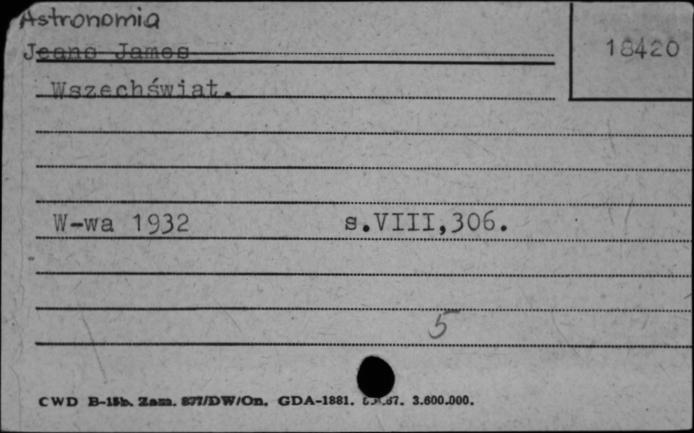 Astronomia
Jeans James
18420
Wszechświat.
W-wa 1932 s.VIII,306.
5
CWD B-15b. Zam. 877/DW/On. GDA-1881. 3.600.000.